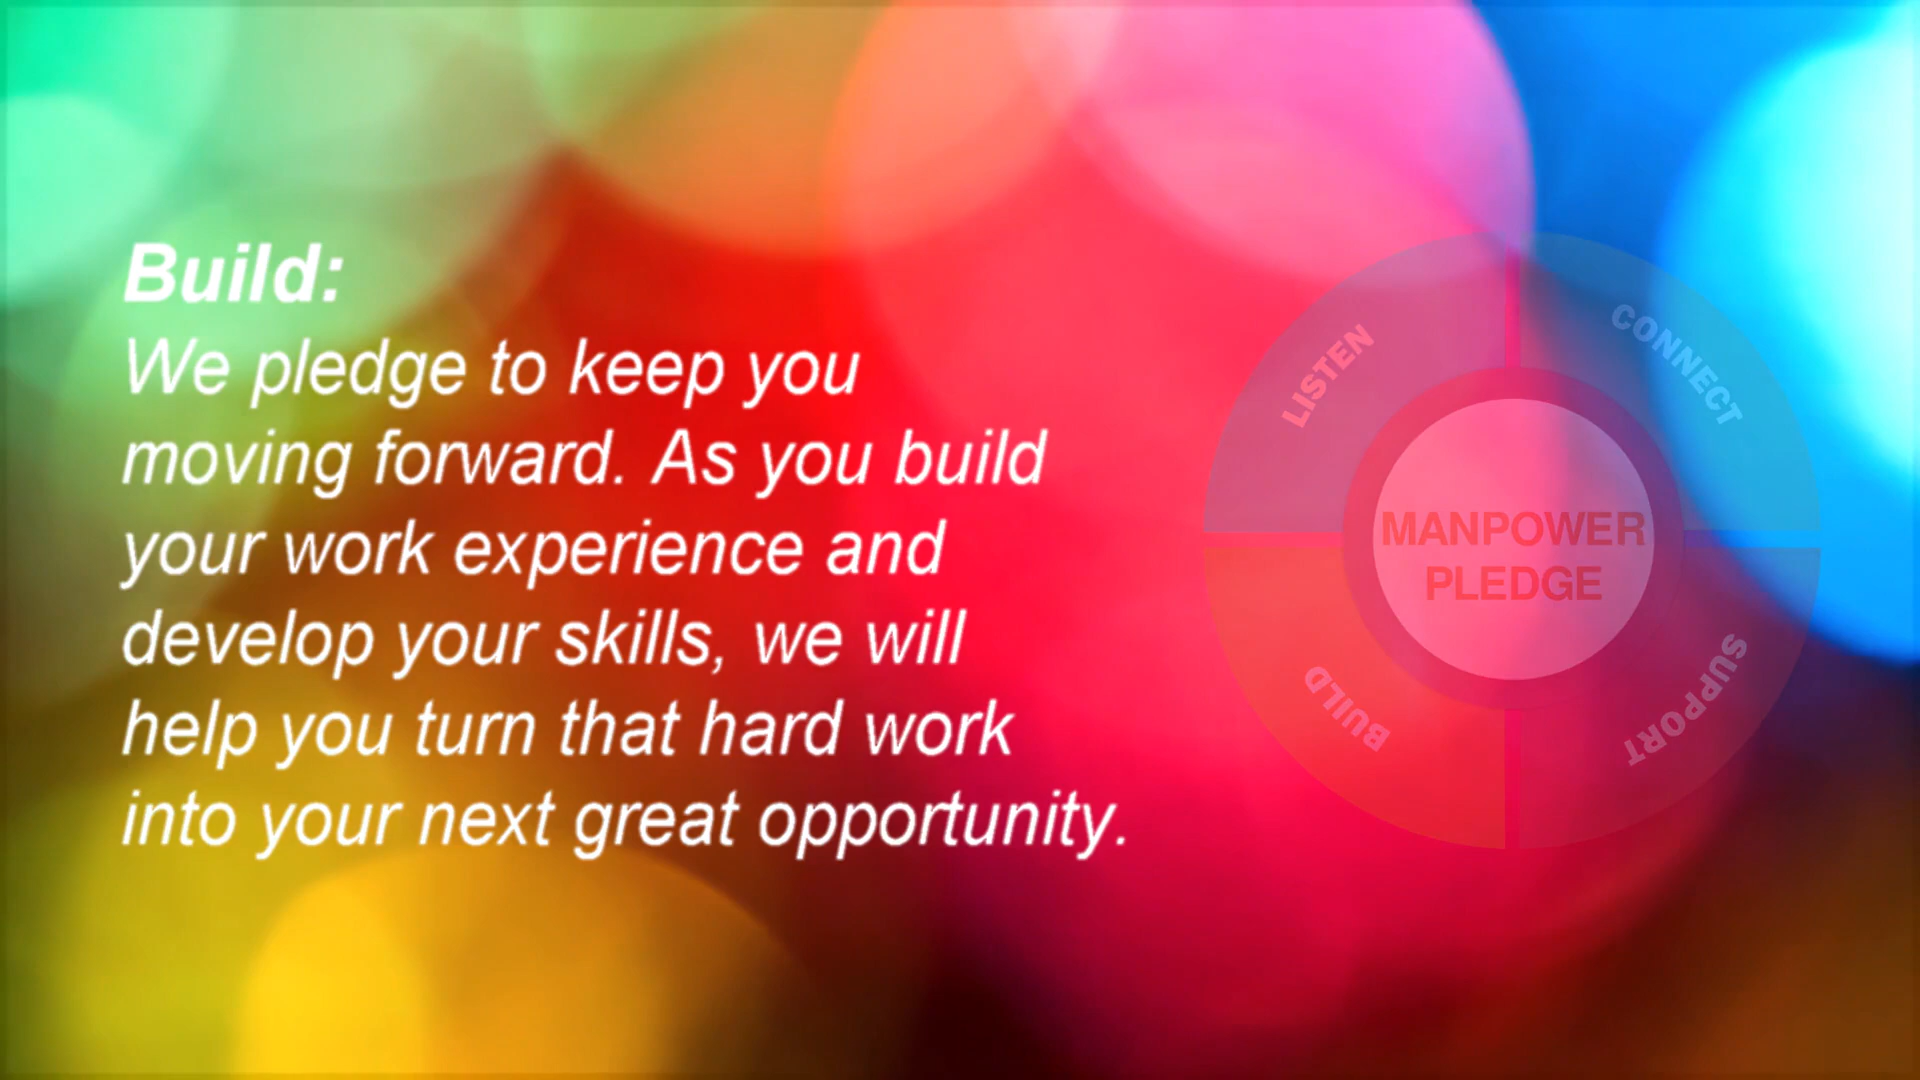 Build:
We pledge to keep you
moving forward. As you build
your work experience and
develop your skills, we will
help you turn that hard work
into your next great opportunity.
LISTEN
CONNECT
MANPOWER
PLEDGE
BUILD
SUPPORT